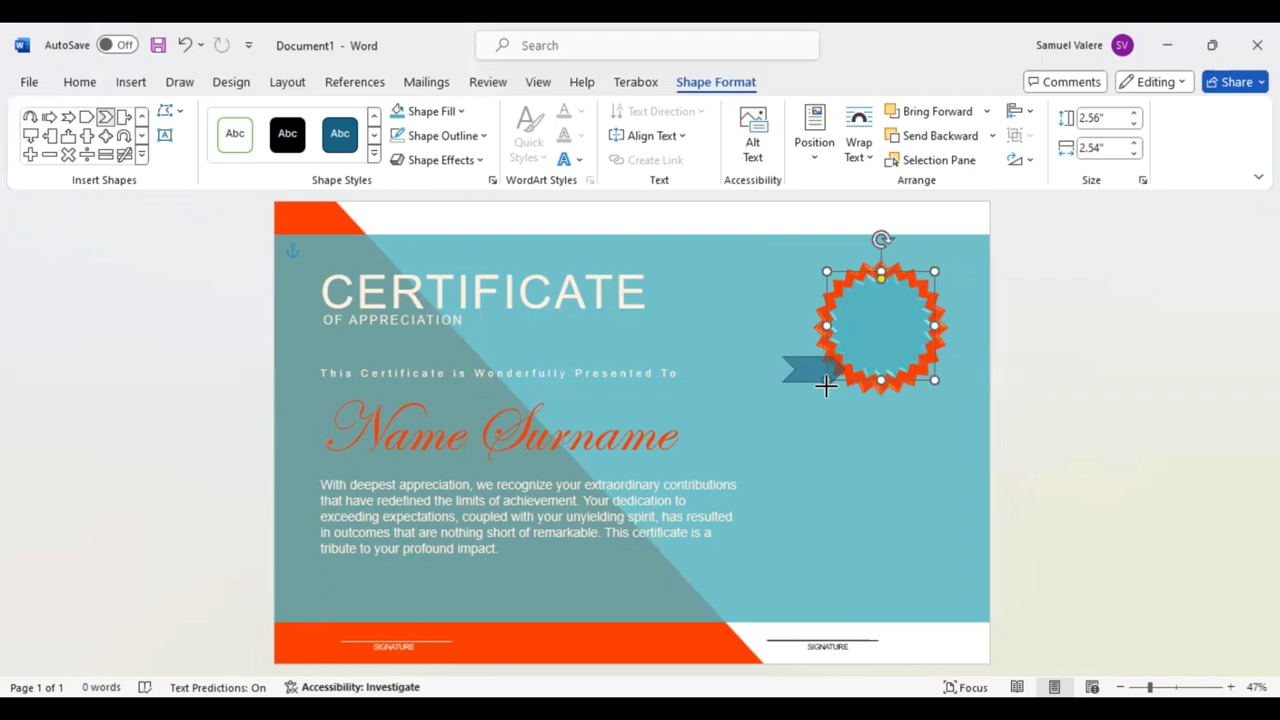 AutoSave Off Document1 - Word Search Samuel Valere SV
File Home Insert Draw Design Layout References Mailings Review View Help Terabox Shape Format Comments Editing Share
Abc Abc Abc
Shape Fill
Shape Outline
Shape Effects
Quick
Styles
Text Direction
Align Text
Create Link
Alt
Text
Position
Wrap
Text
Bring Forward
Send Backward
Selection Pane
2.56"
2.54"
Insert Shapes Shape Styles WordArt Styles Text Accessibility Arrange Size
CERTIFICATE
OF APPRECIATION
This Certificate is Wonderfully Presented To
Name Surname
With deepest appreciation, we recognize your extraordinary contributions
that have redefined the limits of achievement. Your dedication to
exceeding expectations, coupled with your unyielding spirit, has resulted
in outcomes that are nothing short of remarkable. This certificate is a
tribute to your profound impact.
SIGNATURE SIGNATURE
Page 1 of 1 0 words Text Predictions: On Accessibility: Investigate Focus 47%